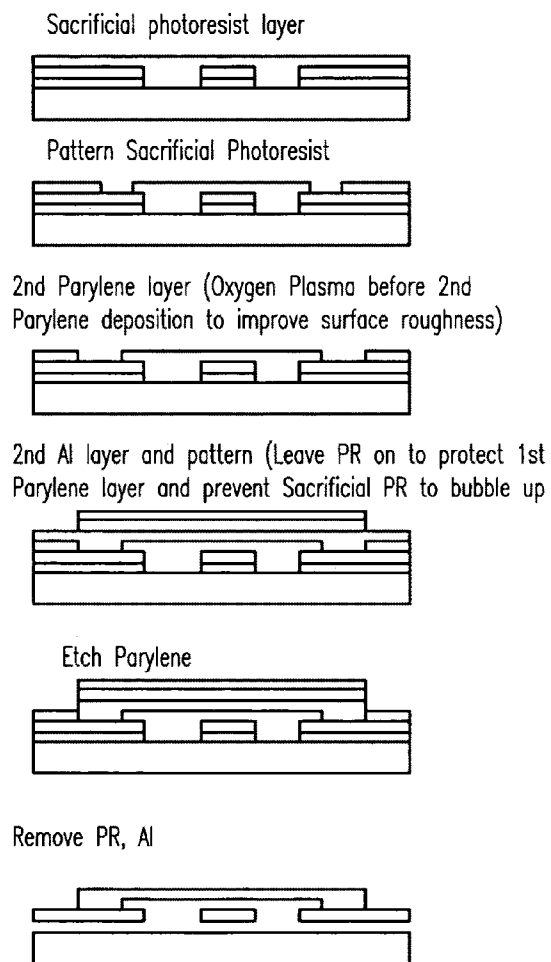 Sacrificial photoresist layer
Pattern Sacrificial Photoresist
2nd Parylene layer (Oxygen Plasma before 2nd
Parylene deposition to improve surface roughness)
2nd Al layer and pattern (Leave PR on to protect 1st
Parylene layer and prevent Sacrificial PR to bubble up
Etch Parylene
Remove PR, Al